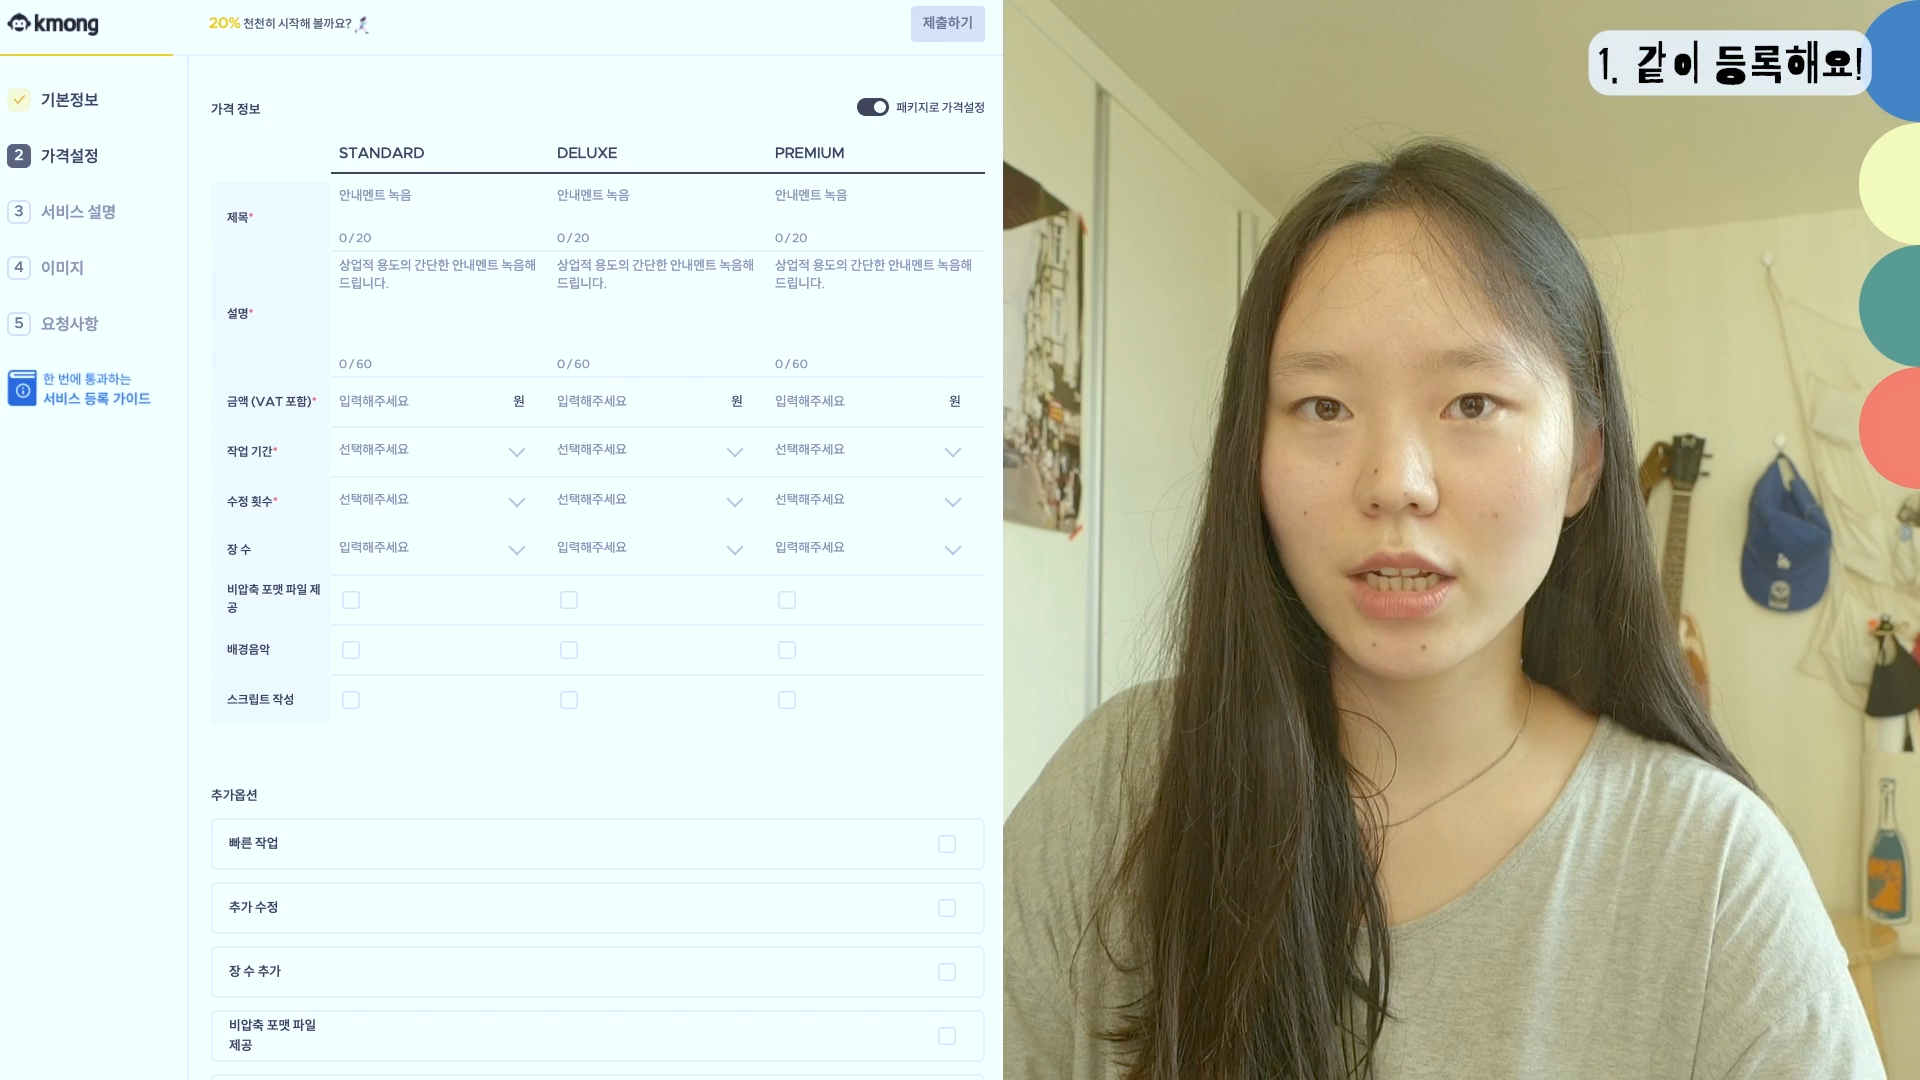 kmong
20% 천천히 시작해 볼까요?
제출하기
1. 같이 등록해요!
기본정보
2 가격설정
3 서비스 설명
4 이미지
5 요청사항
한 번에 통과하는
서비스 등록 가이드
가격 정보
패키지로 가격설정
STANDARD DELUXE PREMIUM
제목*
안내멘트 녹음 안내멘트 녹음 안내멘트 녹음
0/20 0/20 0/20
설명*
상업적 용도의 간단한 안내멘트 녹음해 상업적 용도의 간단한 안내멘트 녹음해 상업적 용도의 간단한 안내멘트 녹음해
드립니다. 드립니다. 드립니다.
0/60 0/60 0/60
금액 (VAT 포함)* 입력해주세요 원 입력해주세요 원 입력해주세요 원
작업 기간* 선택해주세요 선택해주세요 선택해주세요
수정 횟수* 선택해주세요 선택해주세요 선택해주세요
장 수 입력해주세요 입력해주세요 입력해주세요
비압축 포맷 파일 제
공
배경음악
스크립트 작성
추가옵션
빠른 작업
추가 수정
장 수 추가
비압축 포맷 파일
제공